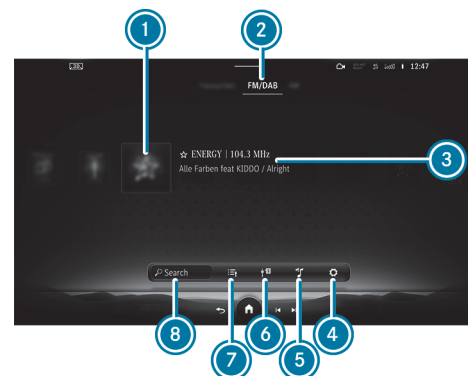 1
2
12:47
FM/DAB
☆ ENERGY | 104.3 MHz
3
Alle Farben feat KIDDO / Alright
Search
8
7
6
5
4